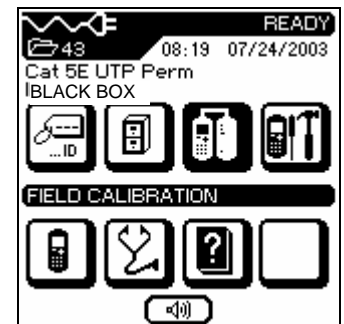 READY
43 08:19 07/24/2003
Cat 5E UTP Perm
BLACK BOX
...ID
FIELD CALIBRATION
?